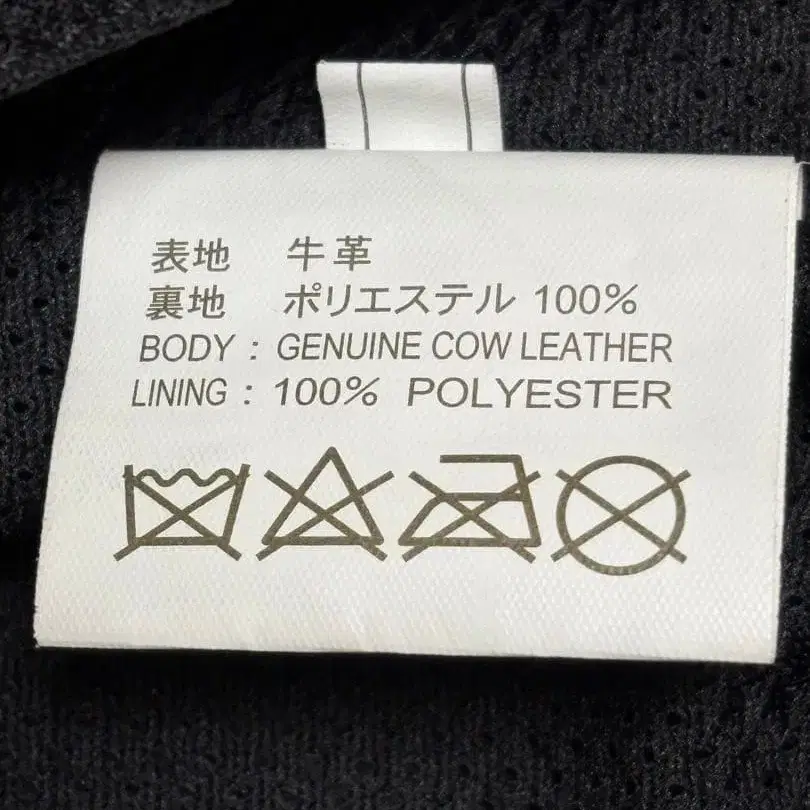 表地 牛革
裏地 ポリエステル 100%
BODY : GENUINE COW LEATHER
LINING : 100% POLYESTER